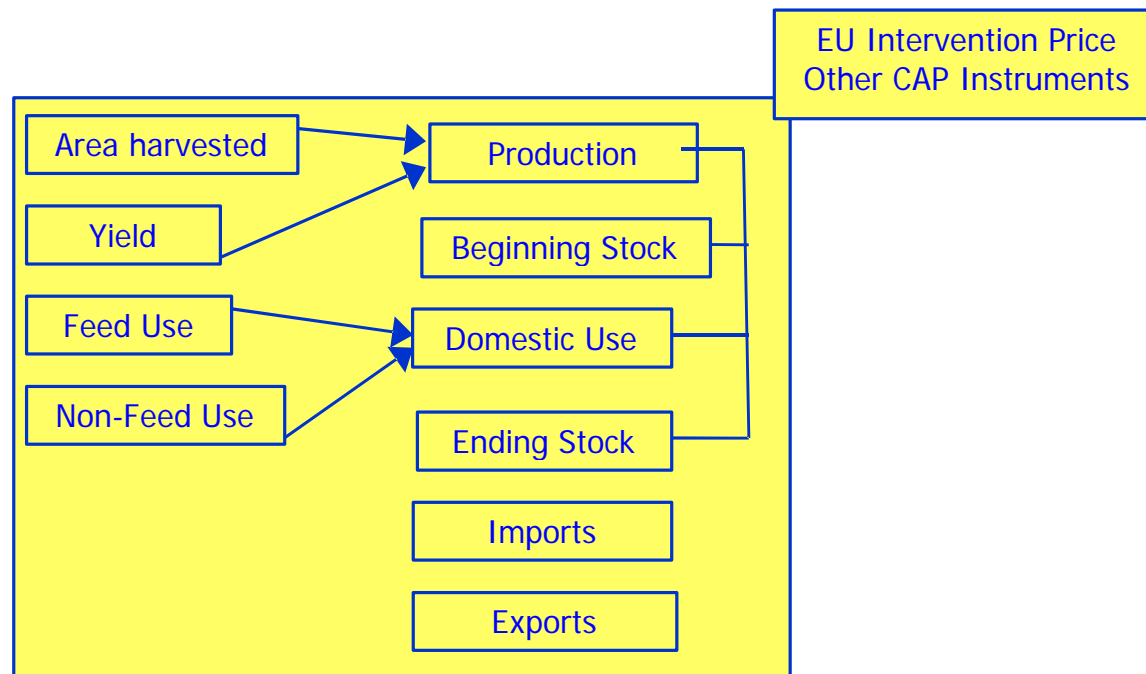 EU Intervention Price
Other CAP Instruments
Area harvested
Production
Yield
Beginning Stock
Feed Use
Domestic Use
Non-Feed Use
Ending Stock
Imports
Exports